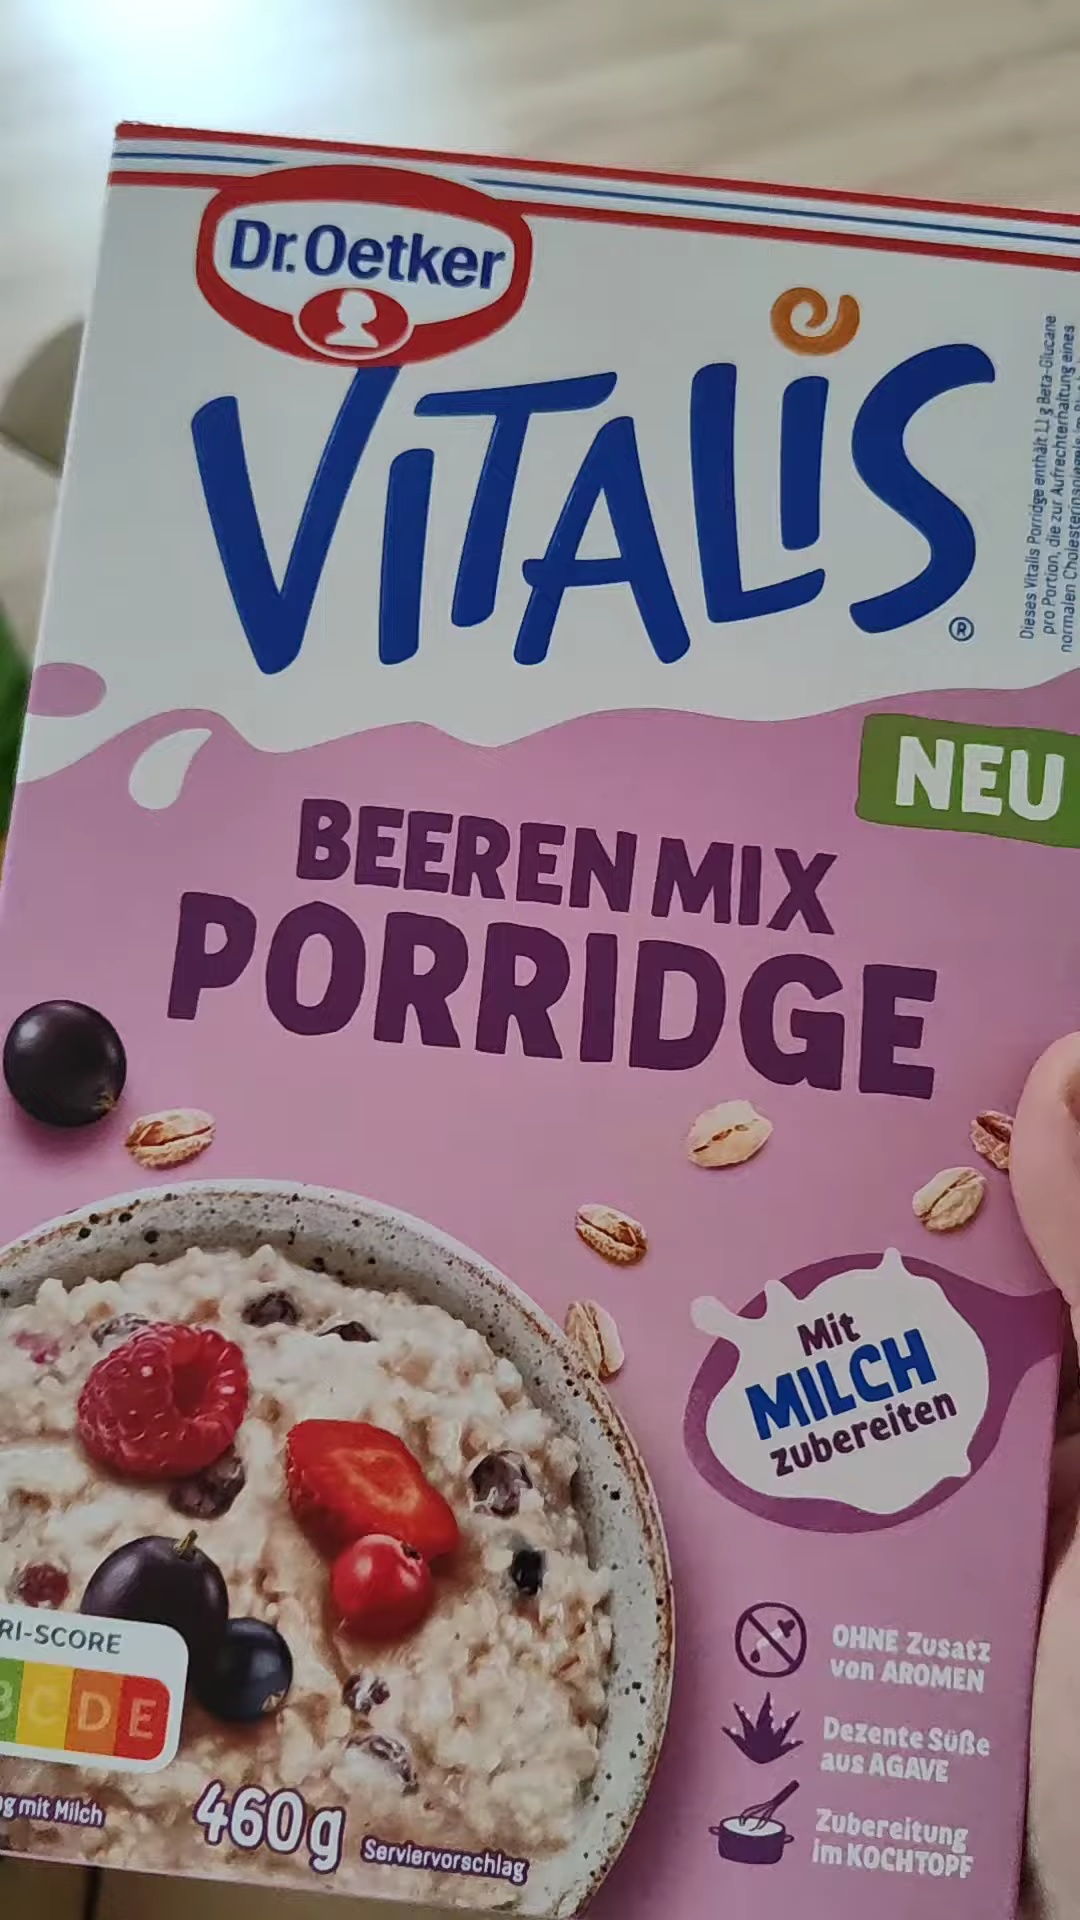 Dr. Oetker
VITALIS
®
Dieses Vitalis Porridge enthält 1,1 g Beta-Glucane
pro Portion, die zur Aufrechterhaltung eines
normalen Cholesterinspiegels im
NEU
BEEREN MIX
PORRIDGE
Mit
MILCH
zubereiten
OHNE Zusatz
von AROMEN
Dezente Süße
aus AGAVE
Zubereitung
im KOCHTOPF
RI-SCORE
B C D E
g mit Milch
460 g
Serviervorschlag